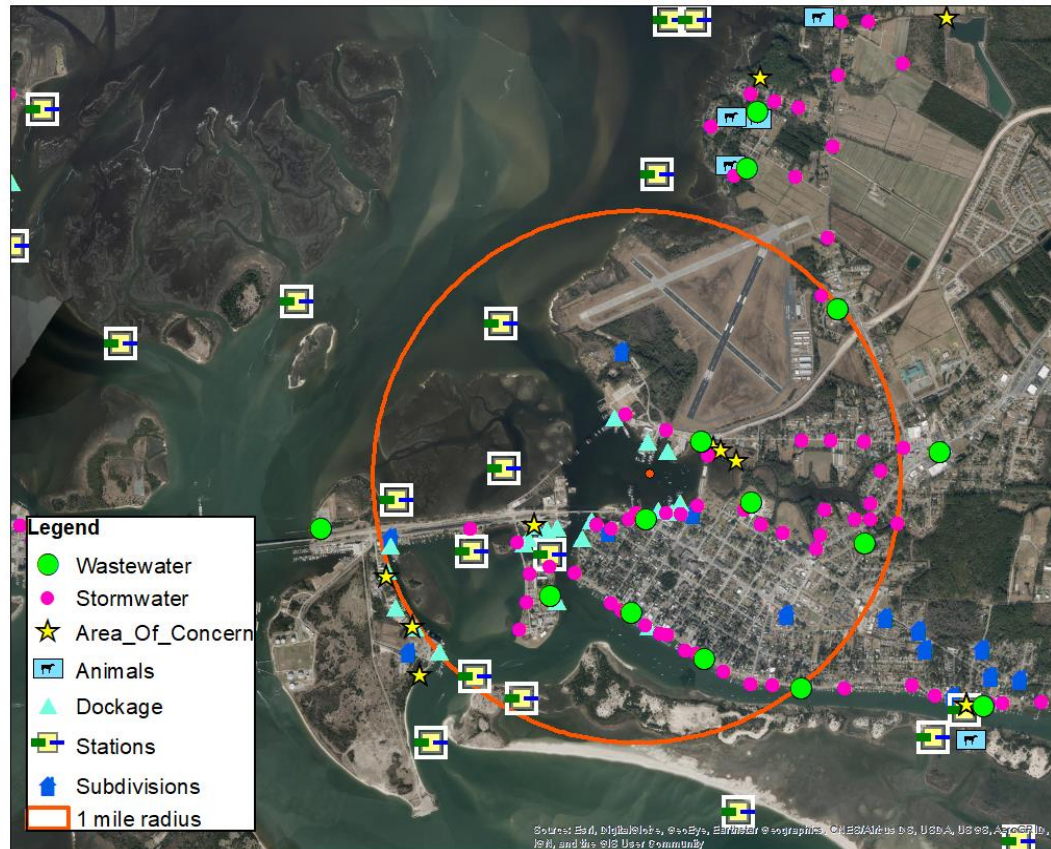 Legend
Wastewater
Stormwater
Area_Of_Concern
Animals
Dockage
Stations
Subdivisions
1 mile radius
Sources: Esri, DigitalGlobe, GeoEye, Earthstar Geographics, CNES/Airbus DS, USDA, USGS, AeroGRID,
IGN, and the GIS User Community